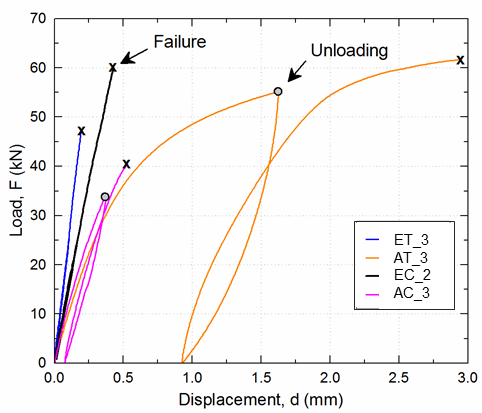 70
60
50
40
30
20
10
0
Load, F (kN)
Failure
Unloading
x
x
x
x
ET_3
AT_3
EC_2
AC_3
0.0 0.5 1.0 1.5 2.0 2.5 3.0
Displacement, d (mm)